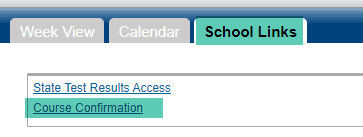 Week View Calendar School Links
State Test Results Access
Course Confirmation